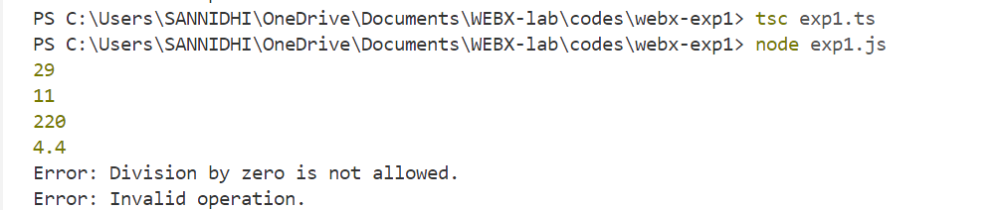 PS C:\Users\SANNIDHI\OneDrive\Documents\WEBX-lab\codes\webx-exp1> tsc exp1.ts
PS C:\Users\SANNIDHI\OneDrive\Documents\WEBX-lab\codes\webx-exp1> node exp1.js
29
11
220
4.4
Error: Division by zero is not allowed.
Error: Invalid operation.